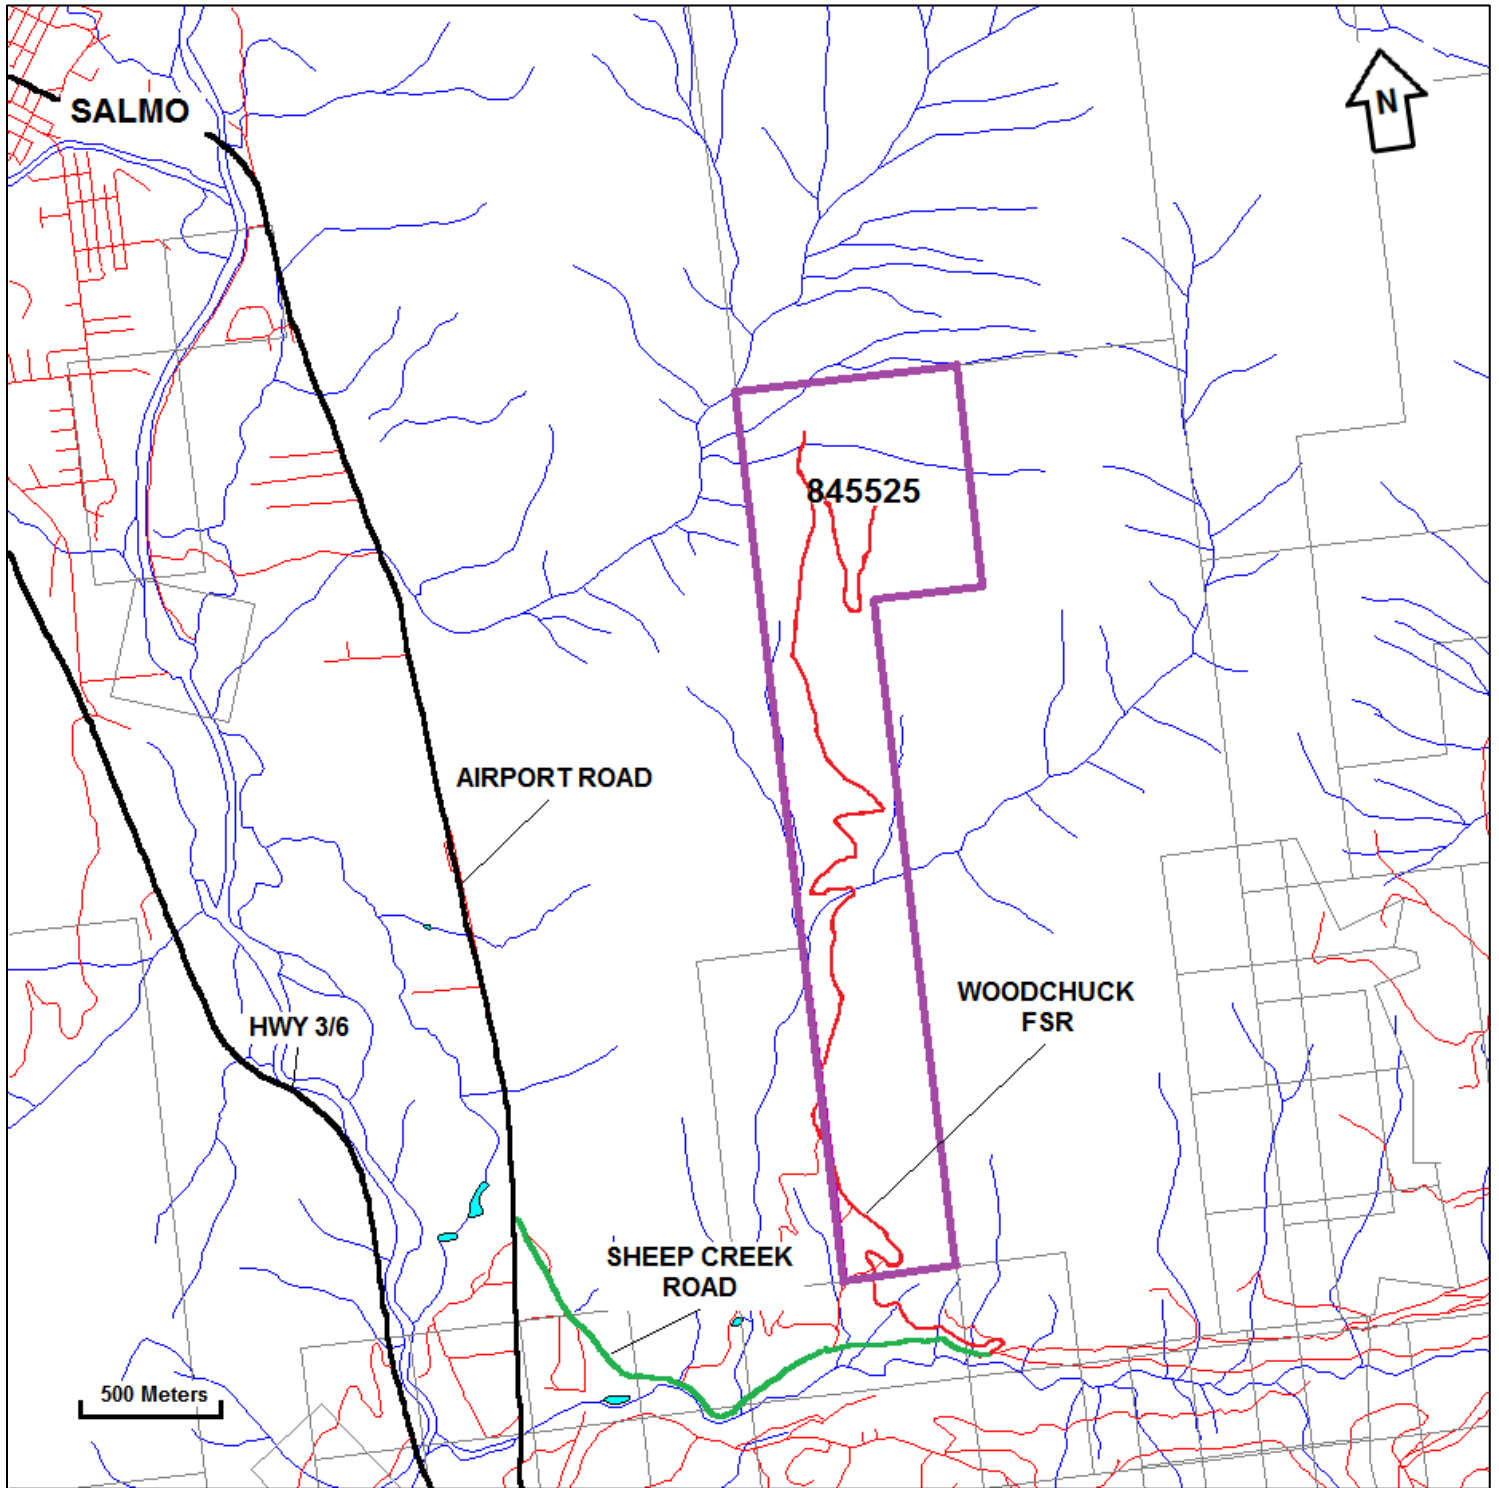 SALMO
N
845525
AIRPORT ROAD
WOODCHUCK
FSR
HWY 3/6
SHEEP CREEK
ROAD
500 Meters